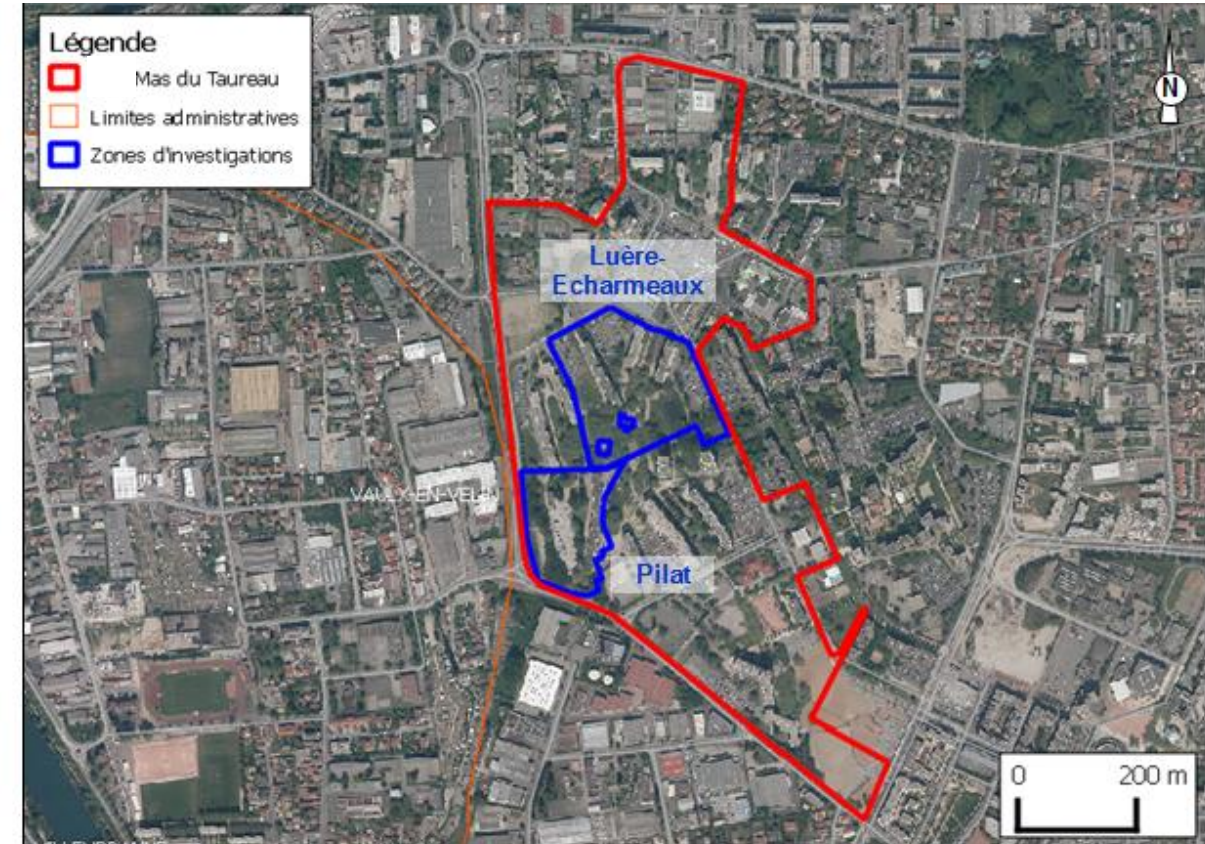 Légende
Mas du Taureau
Limites administratives
Zones d'investigations
N
Luère-
Echarmeaux
VAULX-EN-VELIN
Pilat
0 200 m